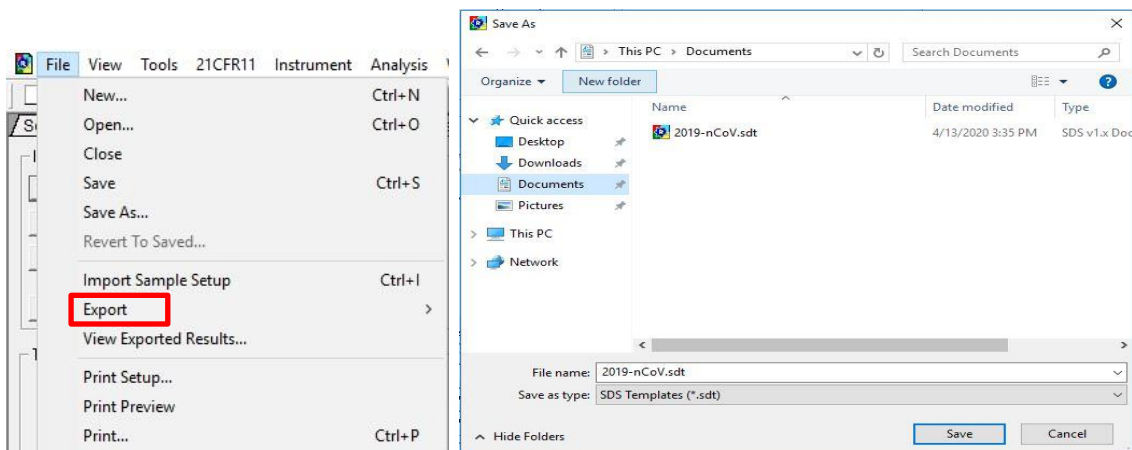 File View Tools 21CFR11 Instrument Analysis
New... Ctrl+N
Open... Ctrl+O
Close
Save Ctrl+S
Save As...
Revert To Saved...
Import Sample Setup Ctrl+I
Export
View Exported Results...
Print Setup...
Print Preview
Print... Ctrl+P
Save As
This PC > Documents
Search Documents
Organize
New folder
Name Date modified Type
Quick access
Desktop
Downloads
Documents
Pictures
This PC
Network
2019-nCoV.sdt 4/13/2020 3:35 PM SDS v1.x Doc
File name: 2019-nCoV.sdt
Save as type: SDS Templates (*.sdt)
Hide Folders
Save
Cancel